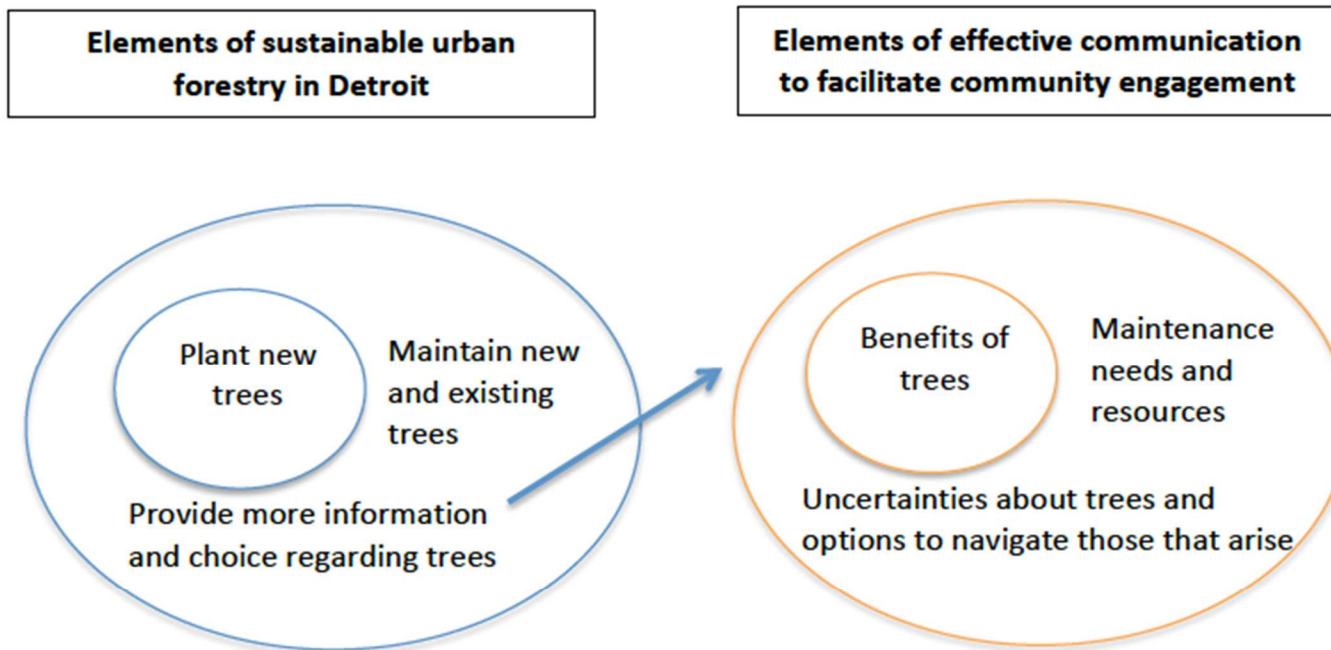 Elements of sustainable urban
forestry in Detroit
Elements of effective communication
to facilitate community engagement
Plant new
trees
Maintain new
and existing
trees
Provide more information
and choice regarding trees
Benefits of
trees
Maintenance
needs and
resources
Uncertainties about trees and
options to navigate those that arise